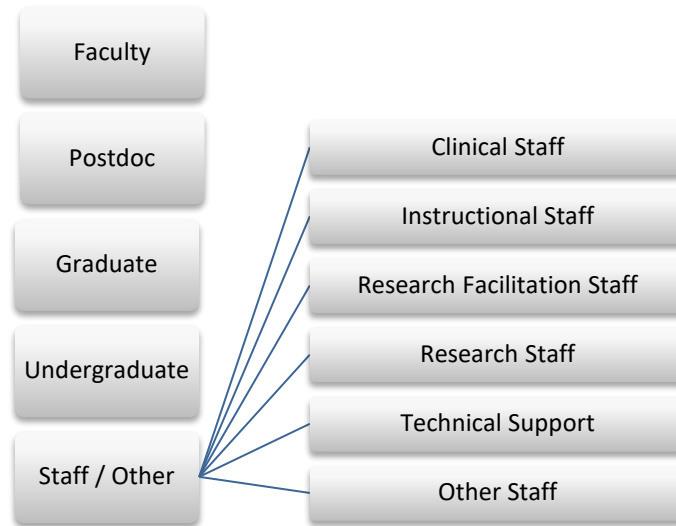 Faculty
Postdoc
Graduate
Undergraduate
Staff / Other
Clinical Staff
Instructional Staff
Research Facilitation Staff
Research Staff
Technical Support
Other Staff